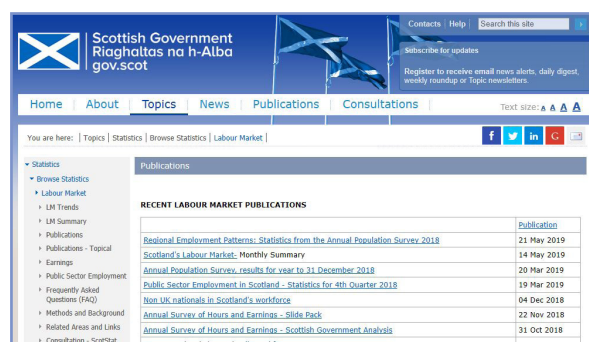 Contacts | Help | Search this site
Scottish Government
Riaghaltas na h-Alba
gov.scot
Subscribe for updates
Register to receive email news alerts, daily digest,
weekly roundup or Topic newsletters.
Home | About | Topics | News | Publications | Consultations
Text size: A A A A
You are here: | Topics | Statistics | Browse Statistics | Labour Market |
f in G
Statistics
Browse Statistics
Labour Market
LM Trends
LM Summary
Publications
Publications - Topical
Earnings
Public Sector Employment
Frequently Asked
Questions (FAQ)
Methods and Background
Related Areas and Links
Consultation - ScotStat
Publications
RECENT LABOUR MARKET PUBLICATIONS
Publication
Regional Employment Patterns: Statistics from the Annual Population Survey 2018 21 May 2019
Scotland's Labour Market- Monthly Summary 14 May 2019
Annual Population Survey, results for year to 31 December 2018 20 Mar 2019
Public Sector Employment in Scotland - Statistics for 4th Quarter 2018 19 Mar 2019
Non UK nationals in Scotland's workforce 04 Dec 2018
Annual Survey of Hours and Earnings - Slide Pack 22 Nov 2018
Annual Survey of Hours and Earnings - Scottish Government Analysis 31 Oct 2018